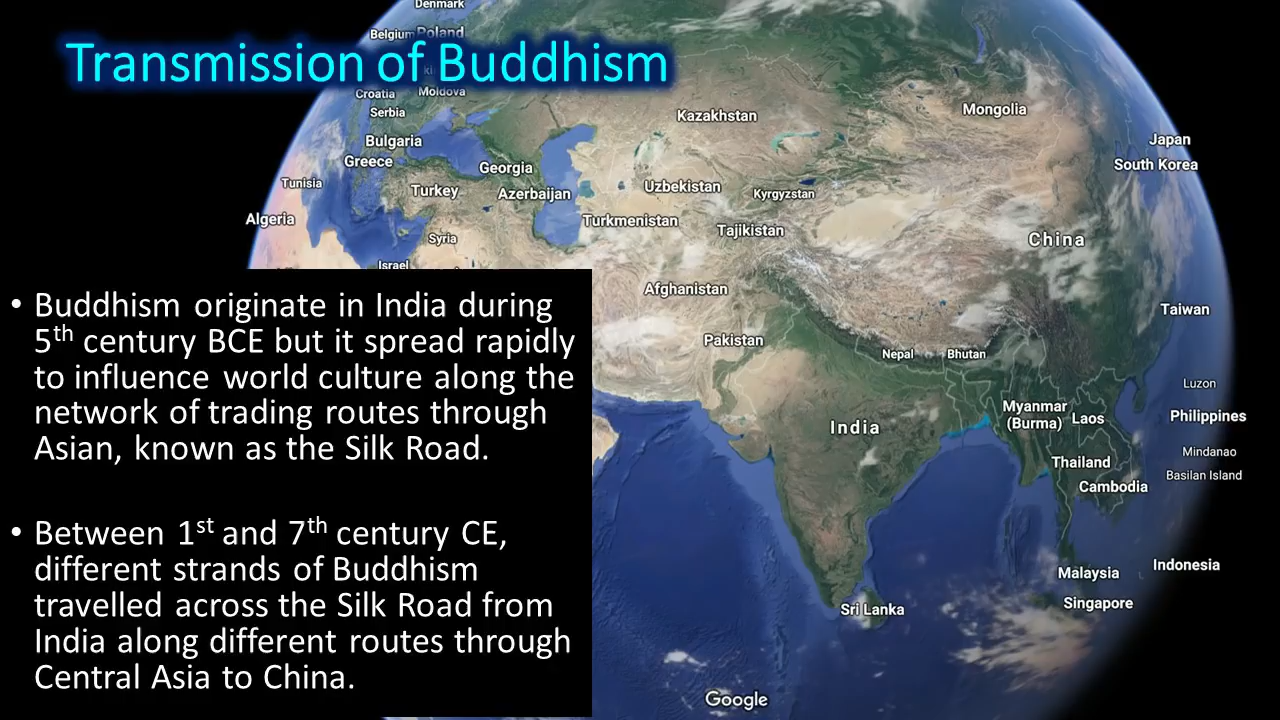 Denmark
Belgium Poland
Transmission of Buddhism
Croatia Moldova
Serbia
Bulgaria
Greece
Georgia
Tunisia
Turkey
Azerbaijan
Algeria
Syria
Israel
Kazakhstan
Mongolia
Japan
South Korea
Uzbekistan
Kyrgyzstan
Turkmenistan
Tajikistan
China
Afghanistan
Taiwan
Pakistan
Nepal
Bhutan
Luzon
Myanmar
(Burma)
Laos
Philippines
India
Mindanao
Thailand
Basilan Island
Cambodia
Indonesia
Malaysia
Singapore
Sri Lanka
• Buddhism originate in India during
5th century BCE but it spread rapidly
to influence world culture along the
network of trading routes through
Asian, known as the Silk Road.
• Between 1st and 7th century CE,
different strands of Buddhism
travelled across the Silk Road from
India along different routes through
Central Asia to China.
Google